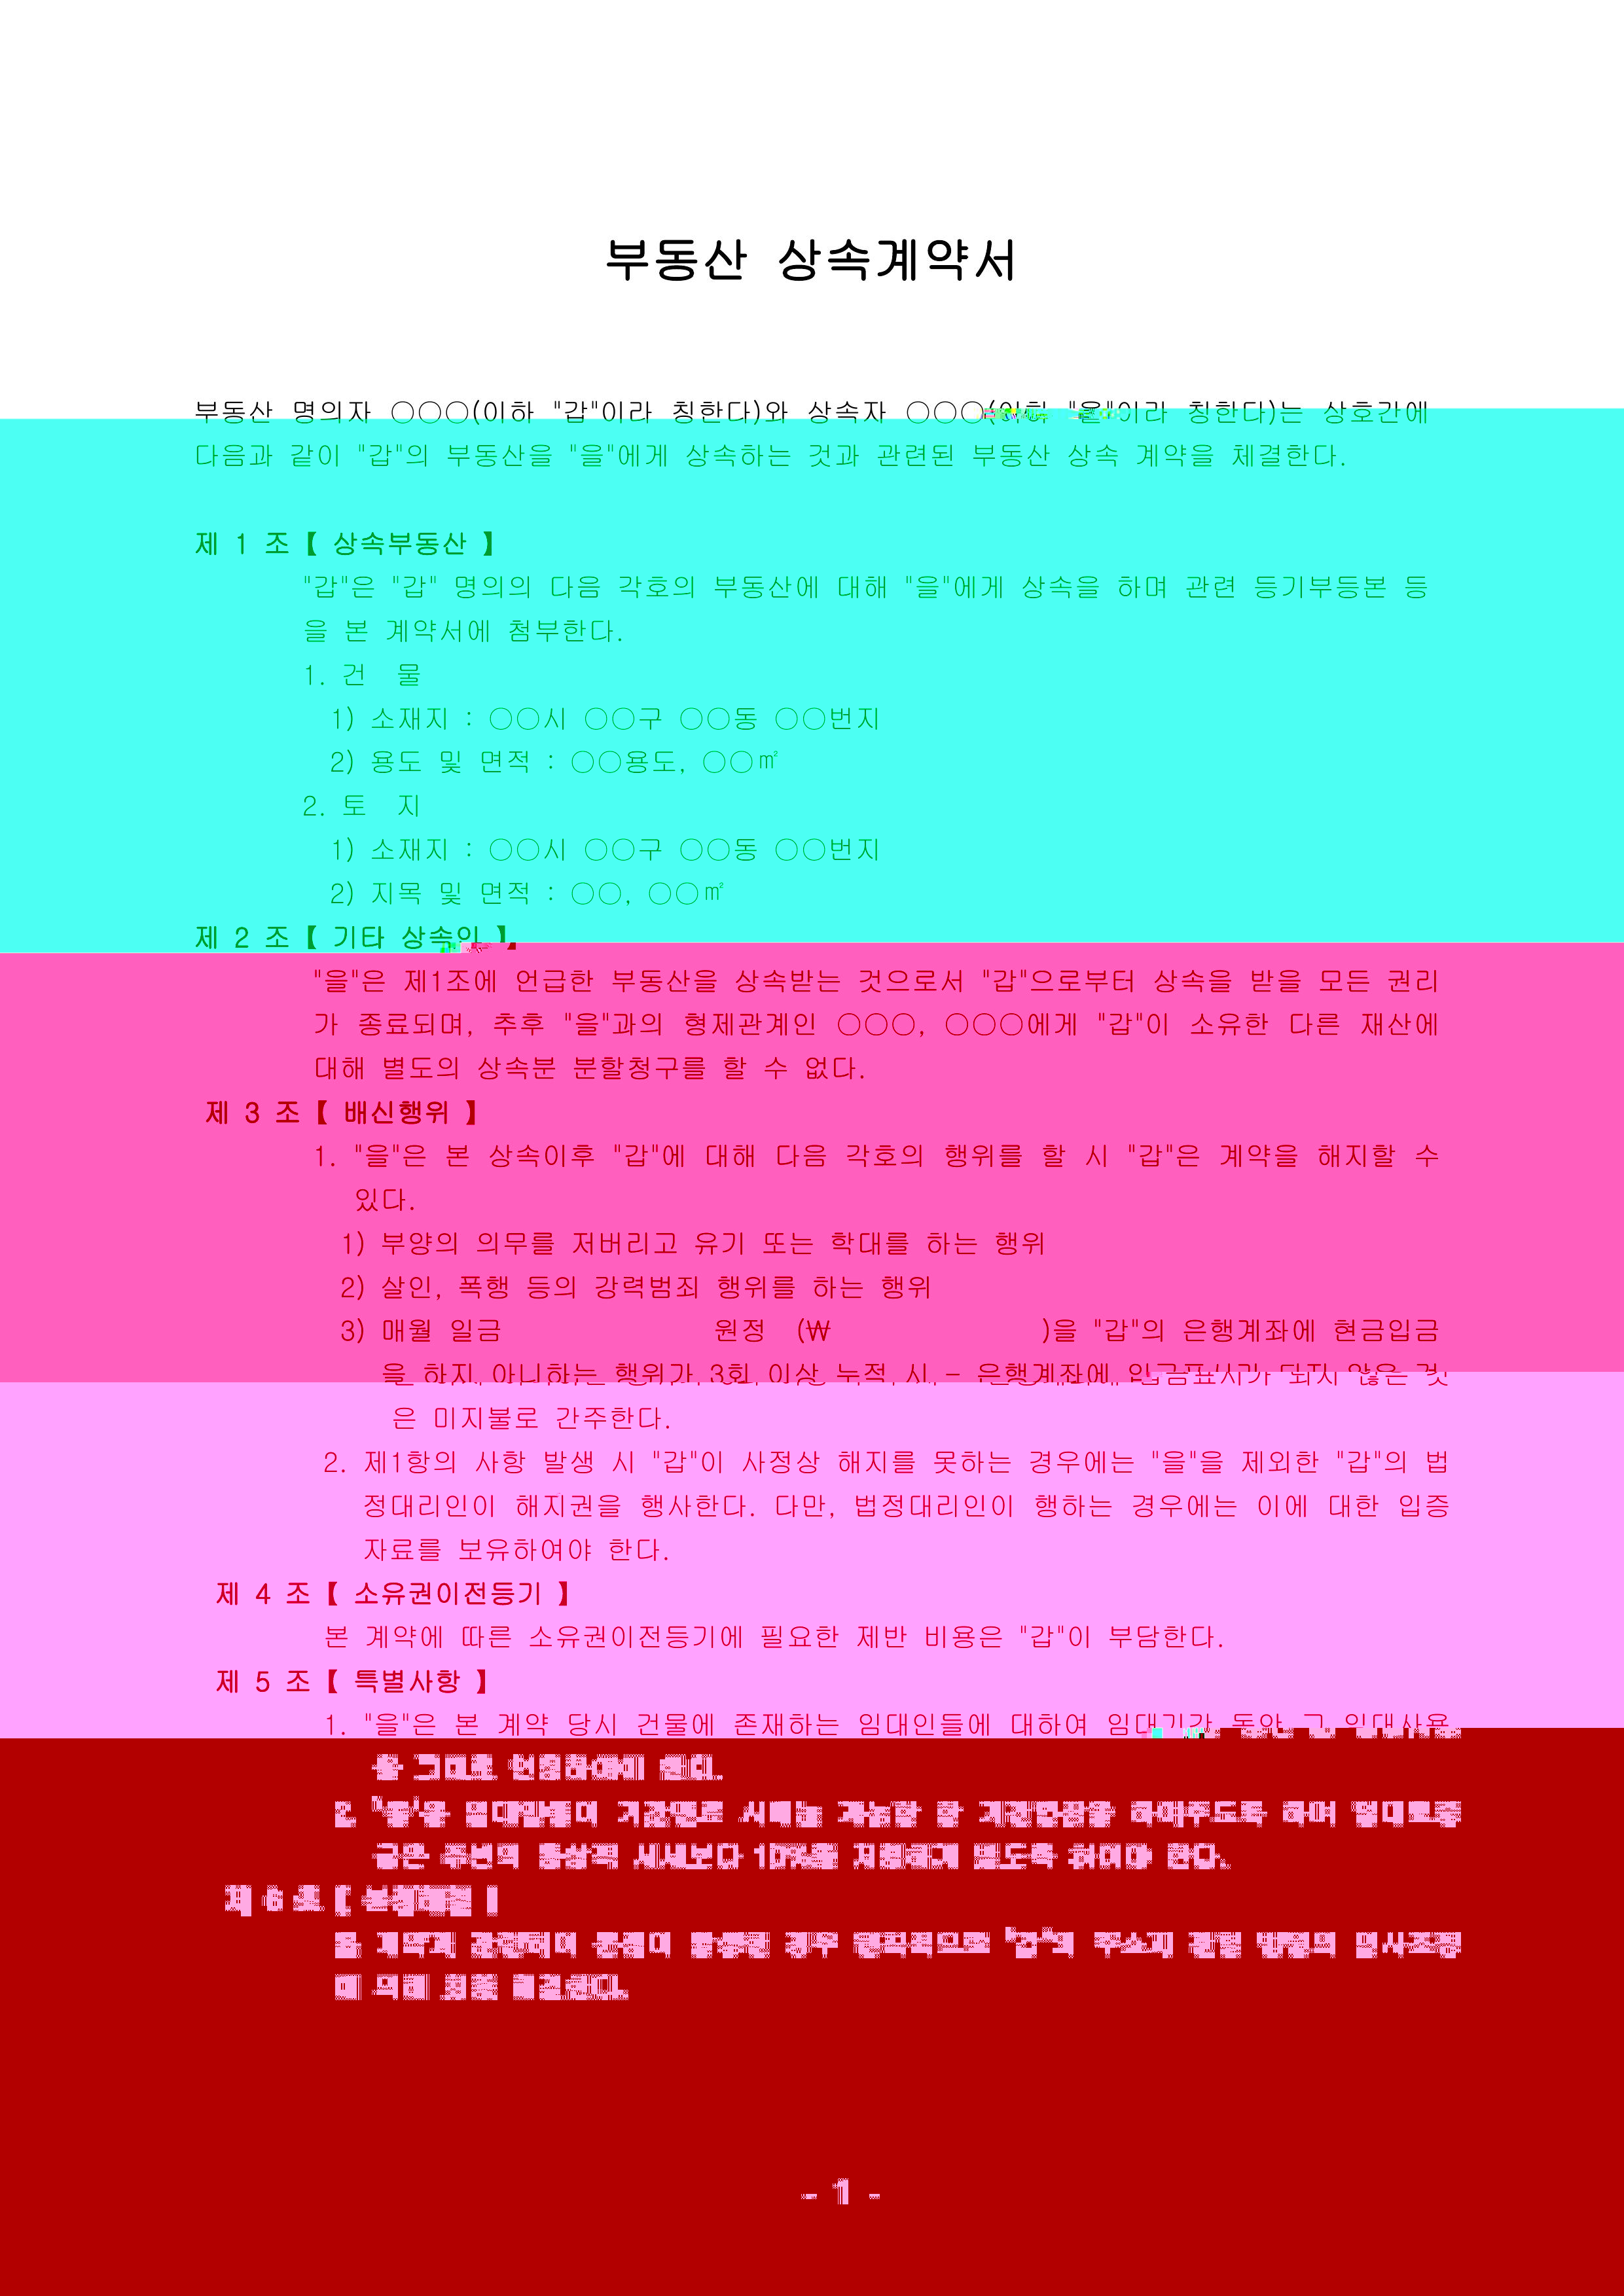 부동산 상속계약서
부동산 명의자 ○○○(이하 "갑"이라 칭한다)와 상속자 ○○○(이하 "을"이라 칭한다)는 상호간에
다음과 같이 "갑"의 부동산을 "을"에게 상속하는 것과 관련된 부동산 상속 계약을 체결한다.
제 1 조【 상속부동산 】
"갑"은 "갑" 명의의 다음 각호의 부동산에 대해 "을"에게 상속을 하며 관련 등기부등본 등
을 본 계약서에 첨부한다.
1. 건 물
1) 소재지 : ○○시 ○○구 ○○동 ○○번지
2) 용도 및 면적 : ○○용도, ○○㎡
2. 토 지
1) 소재지 : ○○시 ○○구 ○○동 ○○번지
2) 지목 및 면적 : ○○, ○○㎡
제 2 조【 기타 상속인 】
"을"은 제1조에 언급한 부동산을 상속받는 것으로서 "갑"으로부터 상속을 받을 모든 권리
가 종료되며, 추후 "을"과의 형제관계인 ○○○, ○○○에게 "갑"이 소유한 다른 재산에
대해 별도의 상속분 분할청구를 할 수 없다.
제 3 조【 배신행위 】
1. "을"은 본 상속이후 "갑"에 대해 다음 각호의 행위를 할 시 "갑"은 계약을 해지할 수
있다.
1) 부양의 의무를 저버리고 유기 또는 학대를 하는 행위
2) 살인, 폭행 등의 강력범죄 행위를 하는 행위
3) 매월 일금 원정 (₩ )을 "갑"의 은행계좌에 현금입금
을 하지 아니하는 행위가 3회 이상 누적 시 - 은행계좌에 입금표시가 되지 않은 것
은 미지불로 간주한다.
2. 제1항의 사항 발생 시 "갑"이 사정상 해지를 못하는 경우에는 "을"을 제외한 "갑"의 법
정대리인이 해지권을 행사한다. 다만, 법정대리인이 행하는 경우에는 이에 대한 입증
자료를 보유하여야 한다.
제 4 조【 소유권이전등기 】
본 계약에 따른 소유권이전등기에 필요한 제반 비용은 "갑"이 부담한다.
제 5 조【 특별사항 】
1. "을"은 본 계약 당시 건물에 존재하는 임대인들에 대하여 임대기간 동안 그 임대사용
을 그대로 인정하여야 한다.
2. "을"은 임대인들이 기간만료 시에는 가능한 한 기간연장을 하여주도록 하며 임대보증
금은 주변의 통상적 시세보다 10%을 저렴하게 받도록 하여야 한다.
제 6 조【 분쟁해결 】
본 계약과 관련하여 분쟁이 발생한 경우 원칙적으로 "갑"의 주소지 관할 법원의 민사조정
에 의해 이를 해결한다.
- 1 -